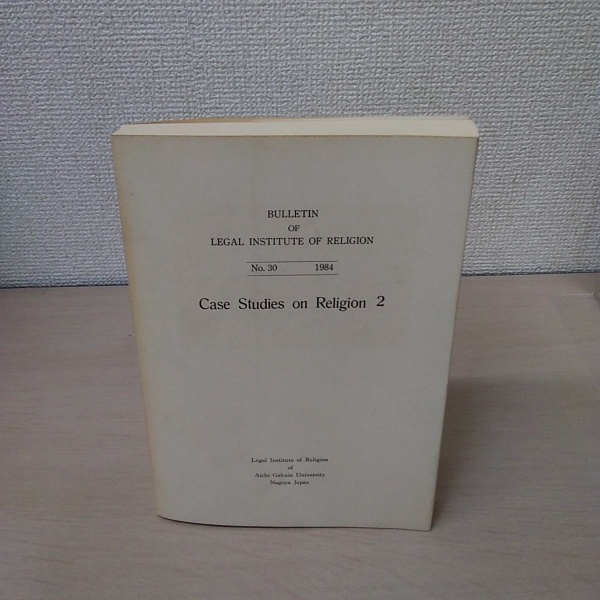 BULLETIN
OF
LEGAL INSTITUTE OF RELIGION
No. 30 1984
Case Studies on Religion 2
Legal Institute of Religion
of
Aichi Gakuin University
Nagoya Japan